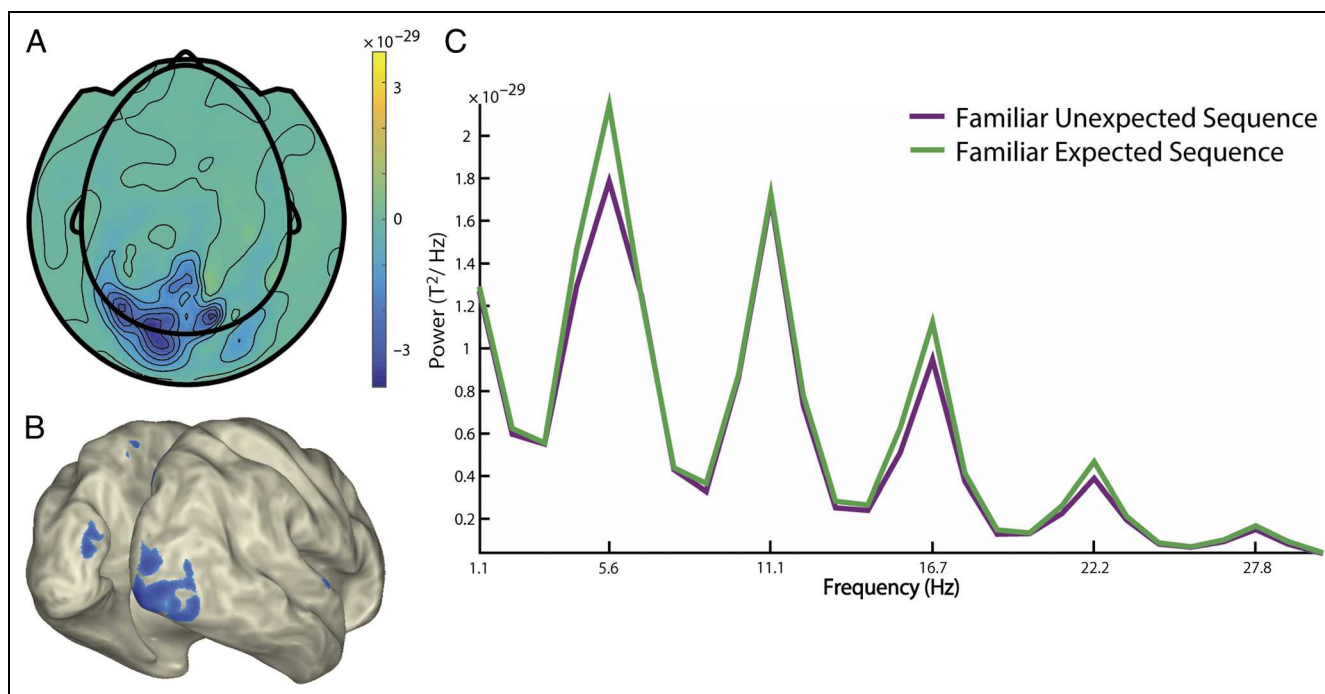 A
×10⁻²⁹
3
0
−3
B
C
×10⁻²⁹
Power (T²/ Hz)
2
1.8
1.6
1.4
1.2
1
0.8
0.6
0.4
0.2
1.1 5.6 11.1 16.7 22.2 27.8
Frequency (Hz)
Familiar Unexpected Sequence
Familiar Expected Sequence